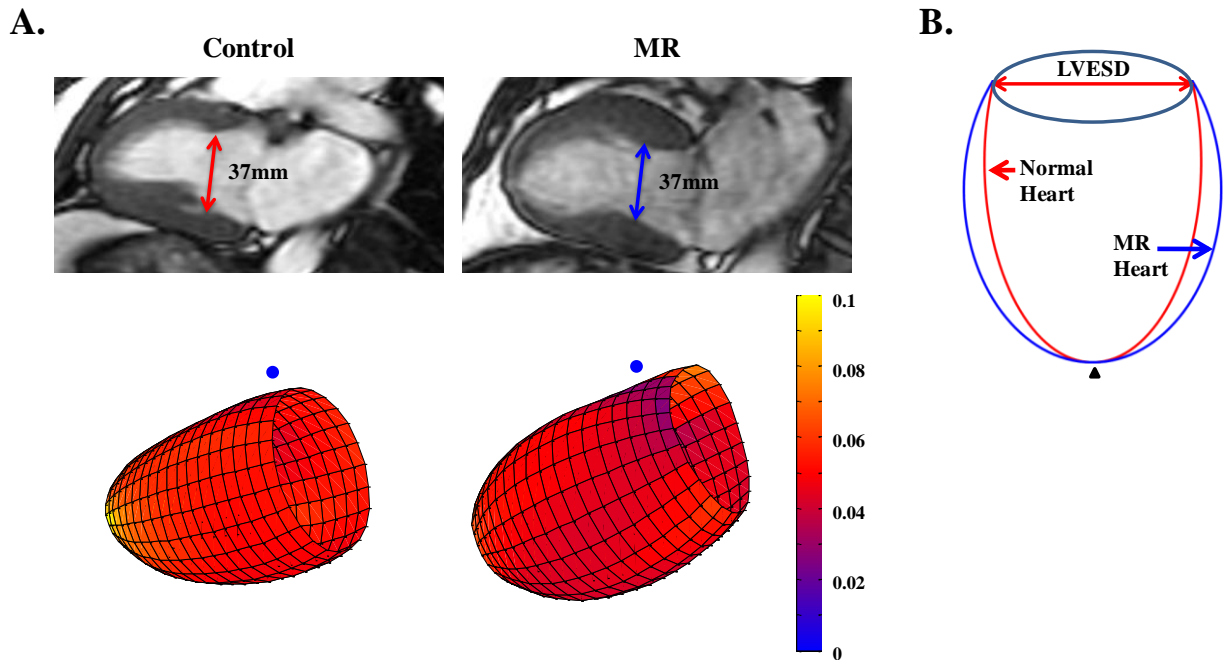 A.
Control
MR
37mm
37mm
0.1
0.08
0.06
0.04
0.02
0
B.
LVESD
Normal
Heart
MR
Heart